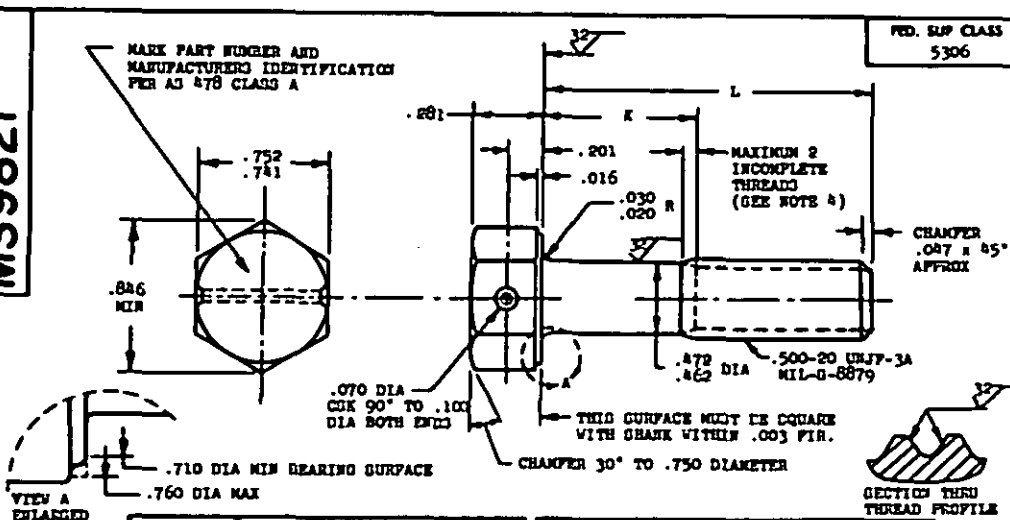 MS9821
FED. SUP CLASS
5306
MARK PART NUMBER AND
MANUFACTURERS IDENTIFICATION
PER AS 478 CLASS A
32
L
.281
K
.752
.741
.201
.016
MAXIMUM 2
INCOMPLETE
THREADS
(SEE NOTE 4)
.030
.020 R
32
CHAMFER
.047 x 45°
APPROX
.846
MIN
.472
.462 DIA
.500-20 UNJF-3A
MIL-S-8879
A
.070 DIA
CSK 90° TO .100
DIA BOTH ENDS
32
THIS SURFACE MUST BE SQUARE
WITH SHANK WITHIN .003 FIR.
CHAMFER 30° TO .750 DIAMETER
.710 DIA MIN BEARING SURFACE
.760 DIA MAX
VIEW A
ENLARGED
SECTION THRU
THREAD PROFILE